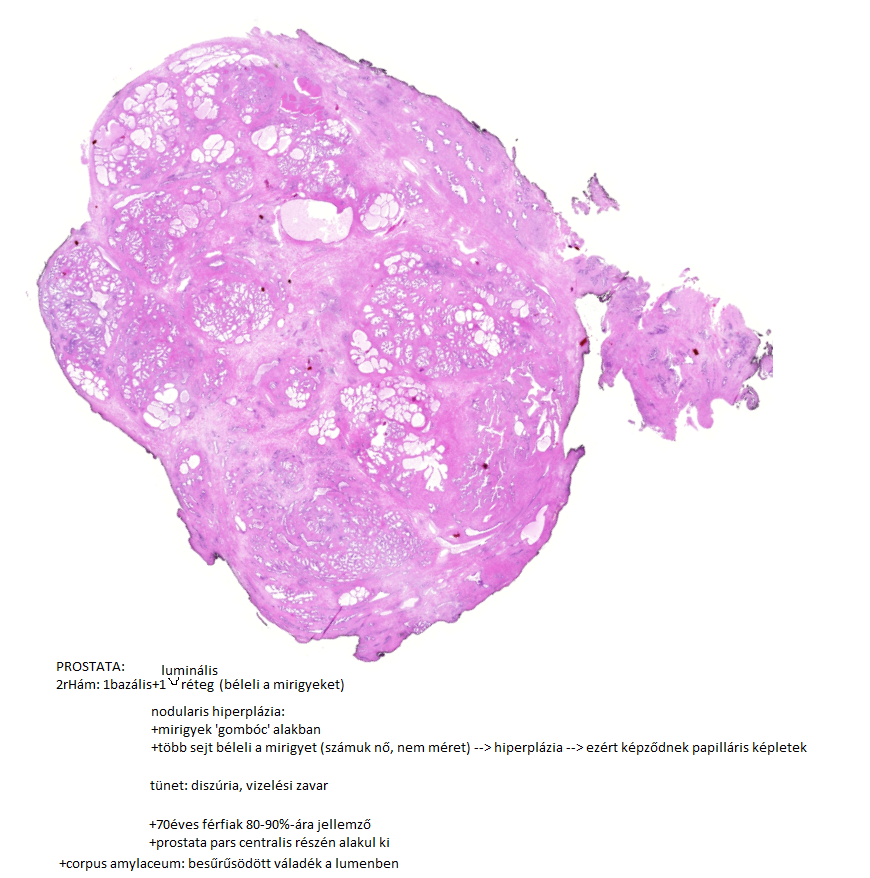 PROSTATA:
luminális
2rHám: 1bazális+1 réteg (béleli a mirigyeket)
nodularis hiperplázia:
+mirigyek 'gombóc' alakban
+több sejt béleli a mirigyet (számuk nő, nem méret) --> hiperplázia --> ezért képződnek papilláris képletek
tünet: diszúria, vizelési zavar
+70éves férfiak 80-90%-ára jellemző
+prostata pars centralis részén alakul ki
+corpus amylaceum: besűrűsödött váladék a lumenben